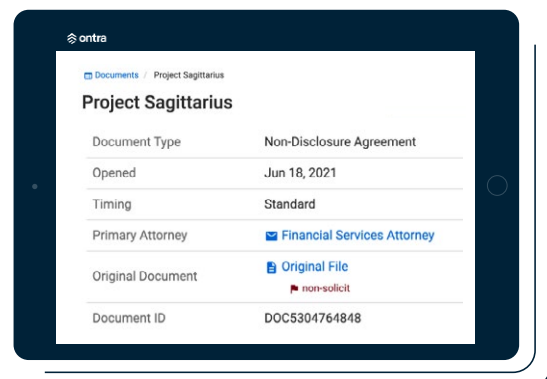 ontra
Documents / Project Sagittarius
Project Sagittarius
Document Type Non-Disclosure Agreement
Opened Jun 18, 2021
Timing Standard
Primary Attorney Financial Services Attorney
Original Document Original File
non-solicit
Document ID DOC5304764848